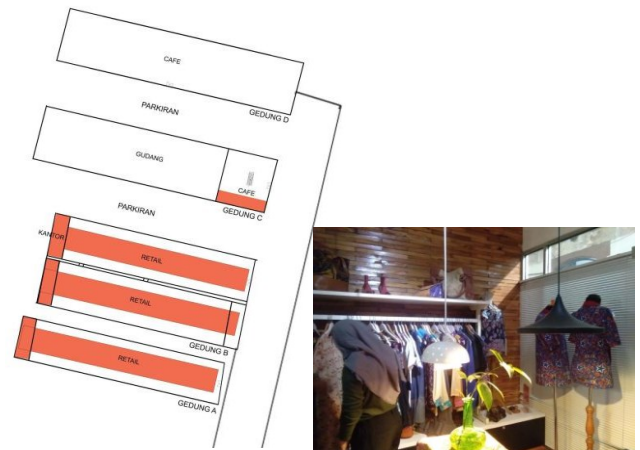 CAFE
PARKIRAN
GEDUNG D
GUDANG
CAFE
GEDUNG C
PARKIRAN
KANTOR
RETAIL
RETAIL
GEDUNG B
RETAIL
GEDUNG A